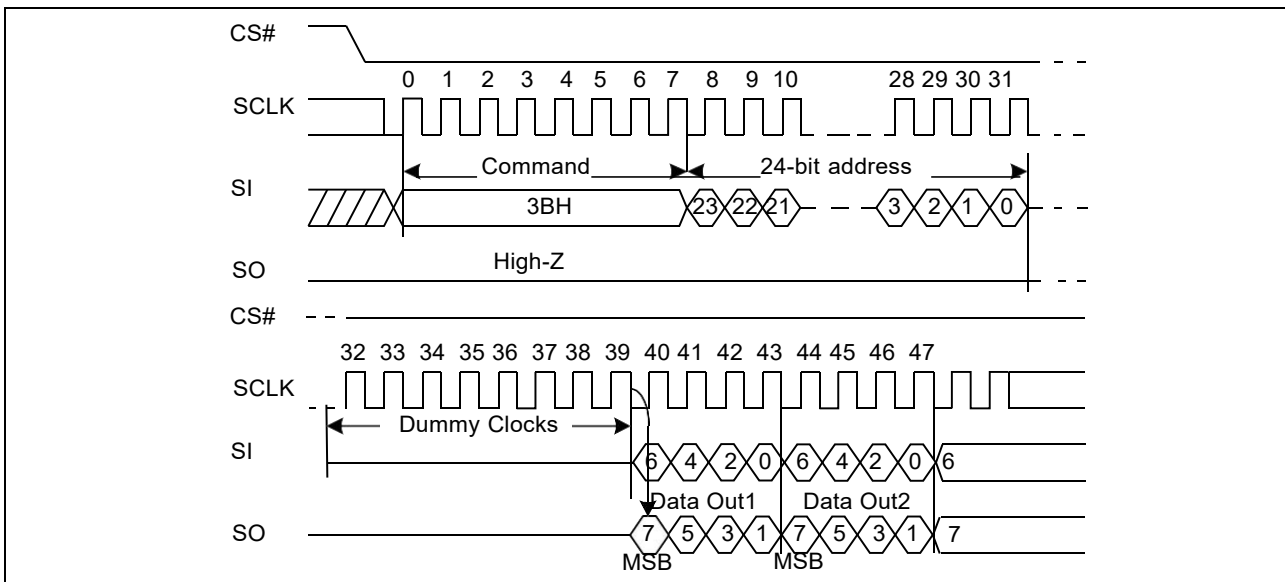 CS#
0 1 2 3 4 5 6 7 8 9 10 28 29 30 31
SCLK
Command 24-bit address
SI
3BH 23 22 21 3 2 1 0
High-Z
SO
CS#
32 33 34 35 36 37 38 39 40 41 42 43 44 45 46 47
SCLK
Dummy Clocks
SI
6 4 2 0 6 4 2 0 6
Data Out1 Data Out2
SO
7 5 3 1 7 5 3 1 7
MSB MSB